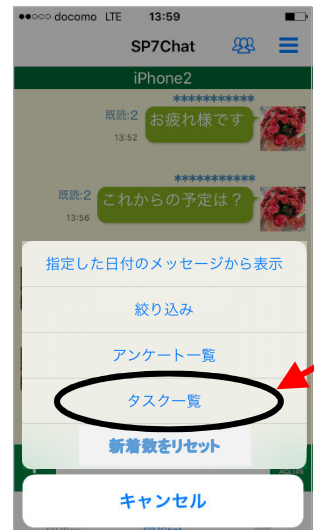 docomo LTE 13:59
SP7Chat
iPhone2
***********
既読:2 お疲れ様です
13:52
***********
既読:2 これからの予定は？
13:56
指定した日付のメッセージから表示
絞り込み
アンケート一覧
タスク一覧
新着数をリセット
キャンセル